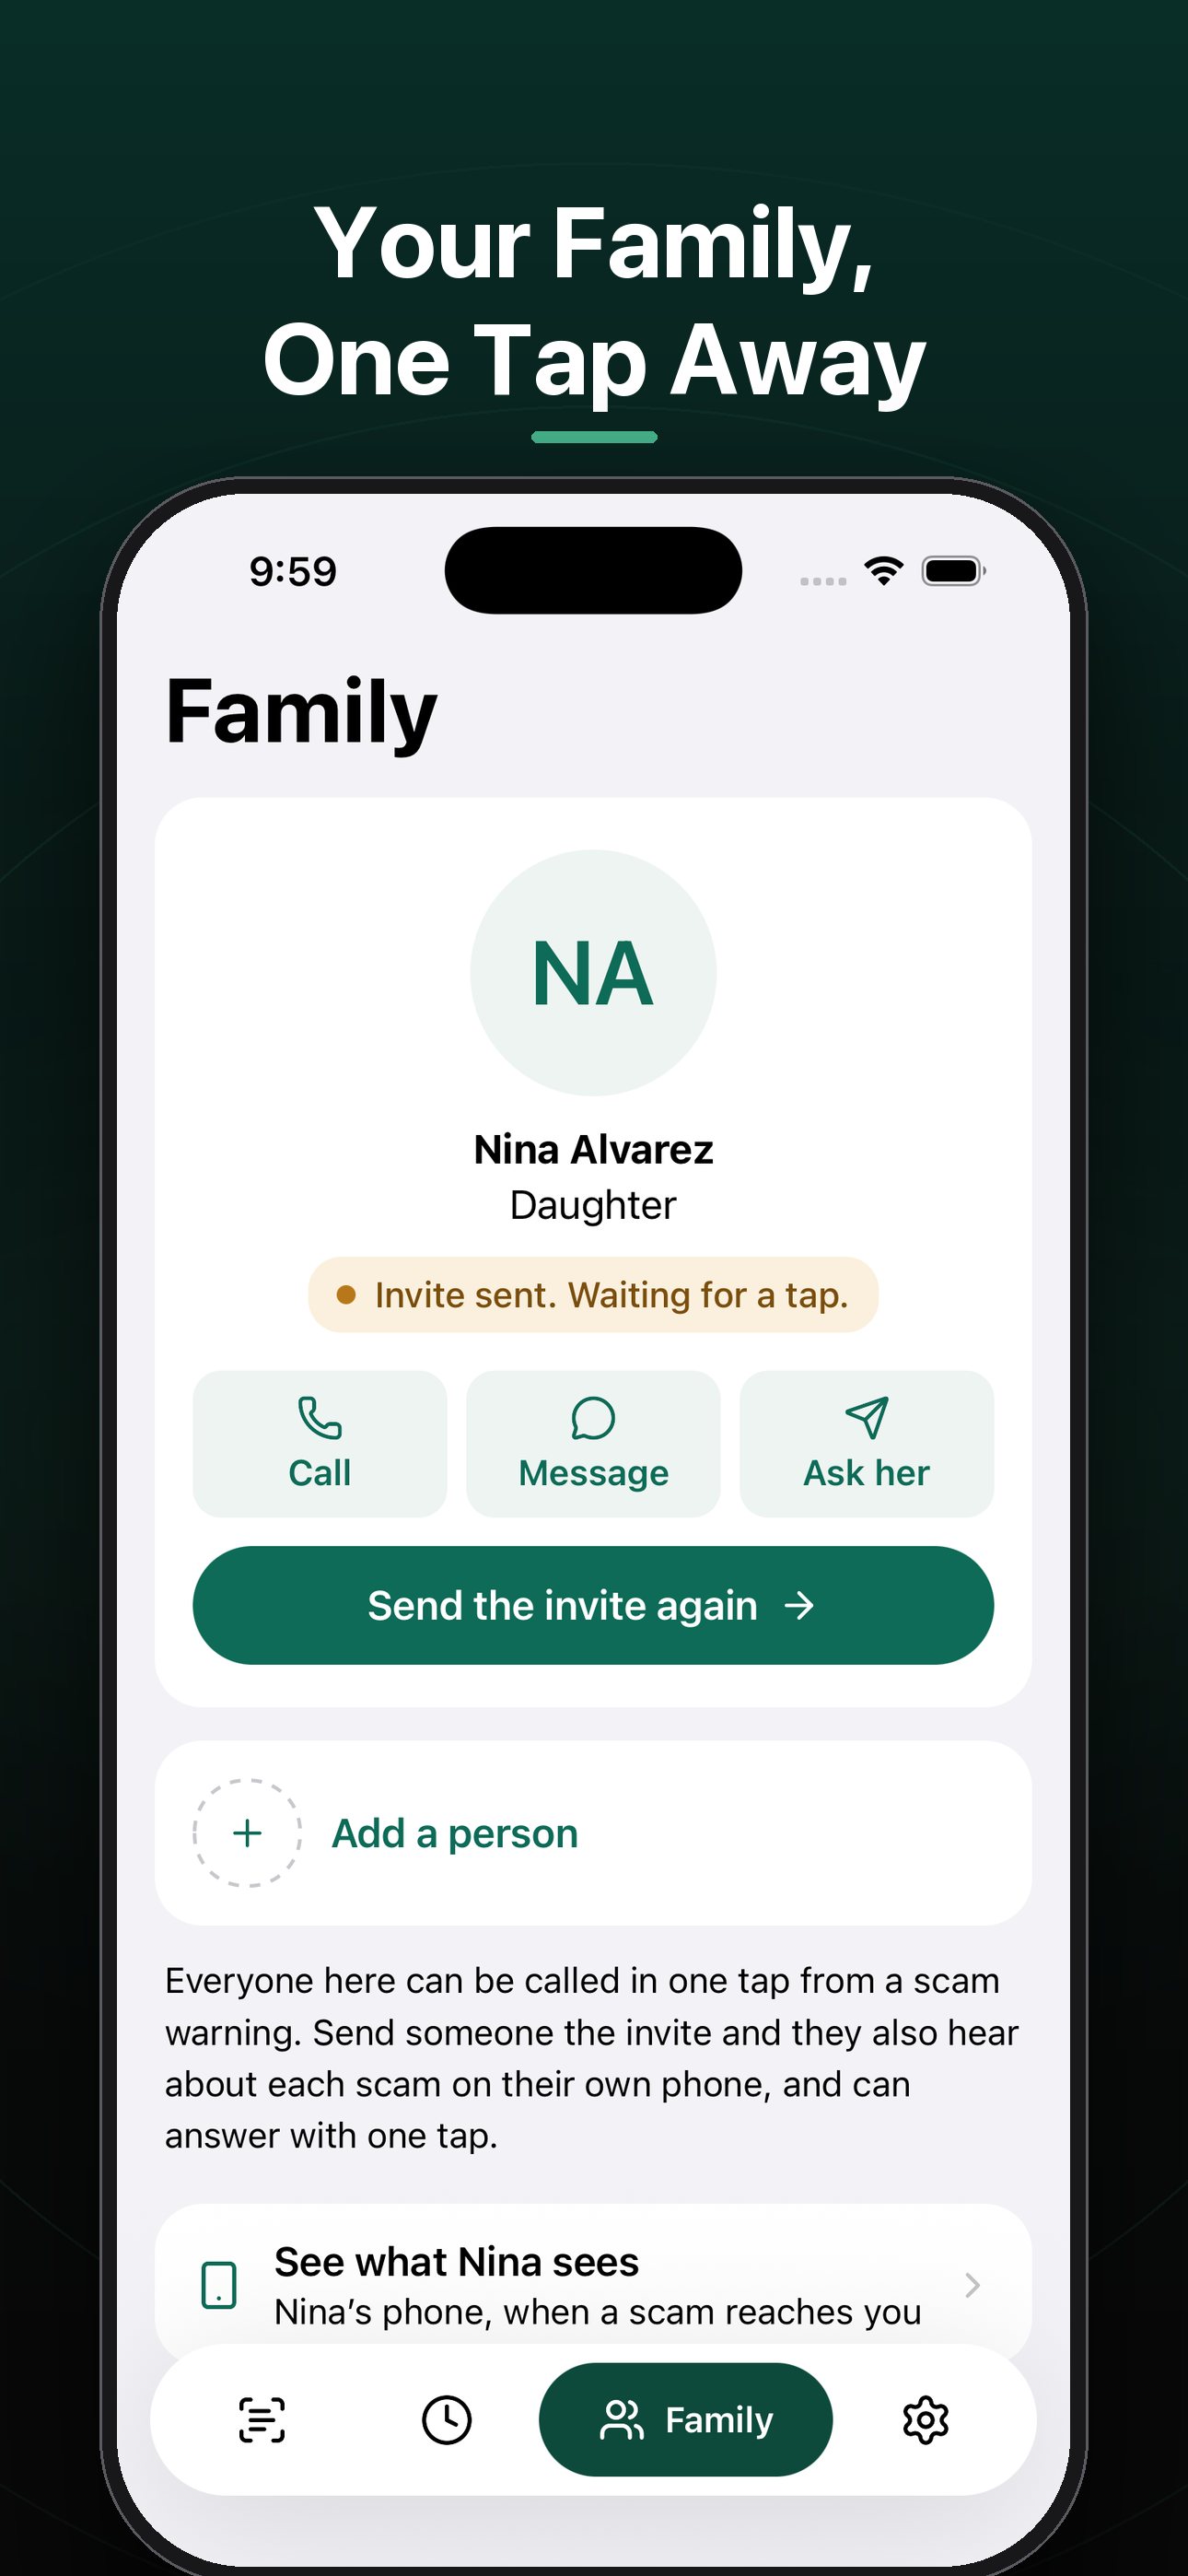 Your Family,
One Tap Away
9:59
Family
NA
Nina Alvarez
Daughter
Invite sent. Waiting for a tap.
Call
Message
Ask her
Send the invite again
Add a person
Everyone here can be called in one tap from a scam
warning. Send someone the invite and they also hear
about each scam on their own phone, and can
answer with one tap.
See what Nina sees
Nina’s phone, when a scam reaches you
Family